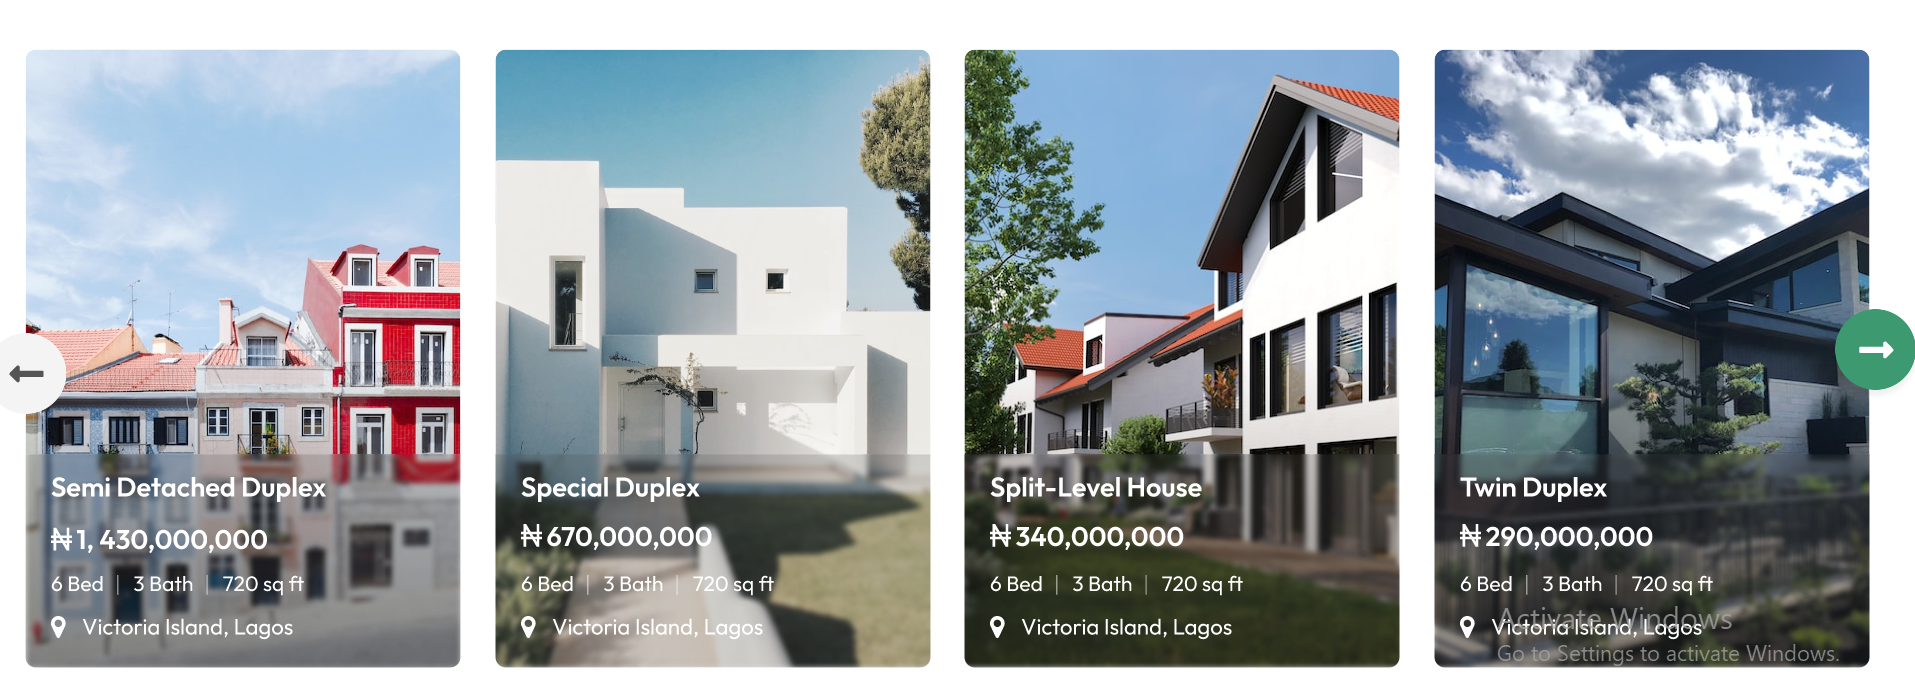 Semi Detached Duplex
₦ 1, 430,000,000
6 Bed | 3 Bath | 720 sq ft
Victoria Island, Lagos
Special Duplex
₦ 670,000,000
6 Bed | 3 Bath | 720 sq ft
Victoria Island, Lagos
Split-Level House
₦ 340,000,000
6 Bed | 3 Bath | 720 sq ft
Victoria Island, Lagos
Twin Duplex
₦ 290,000,000
6 Bed | 3 Bath | 720 sq ft
Victoria Island, Lagos
Activate Windows
Go to Settings to activate Windows.